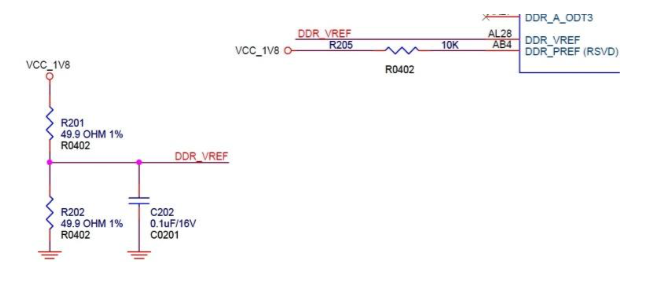 DDR_A_ODT3
DDR_VREF
AL28
DDR_VREF
VCC_1V8
R205
10K
AB4
DDR_PREF (RSVD)
R0402
VCC_1V8
R201
49.9 OHM 1%
R0402
DDR_VREF
R202
49.9 OHM 1%
R0402
C202
0.1uF/16V
C0201